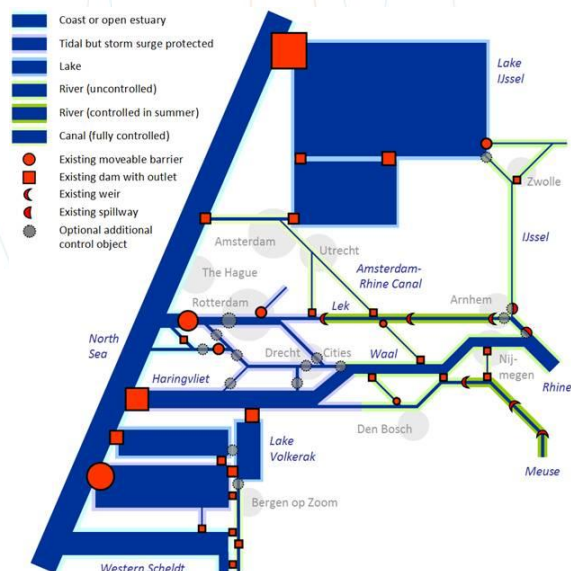 Coast or open estuary
Tidal but storm surge protected
Lake
River (uncontrolled)
River (controlled in summer)
Canal (fully controlled)
Existing moveable barrier
Existing dam with outlet
Existing weir
Existing spillway
Optional additional
control object
Lake
IJssel
Zwolle
IJssel
Amsterdam
Utrecht
The Hague
Amsterdam-
Rhine Canal
Rotterdam
Lek
Arnhem
North
Sea
Drecht Cities
Waal
Nij-
megen
Rhine
Haringvliet
Den Bosch
Lake
Volkerak
Meuse
Bergen op Zoom
Western Scheldt